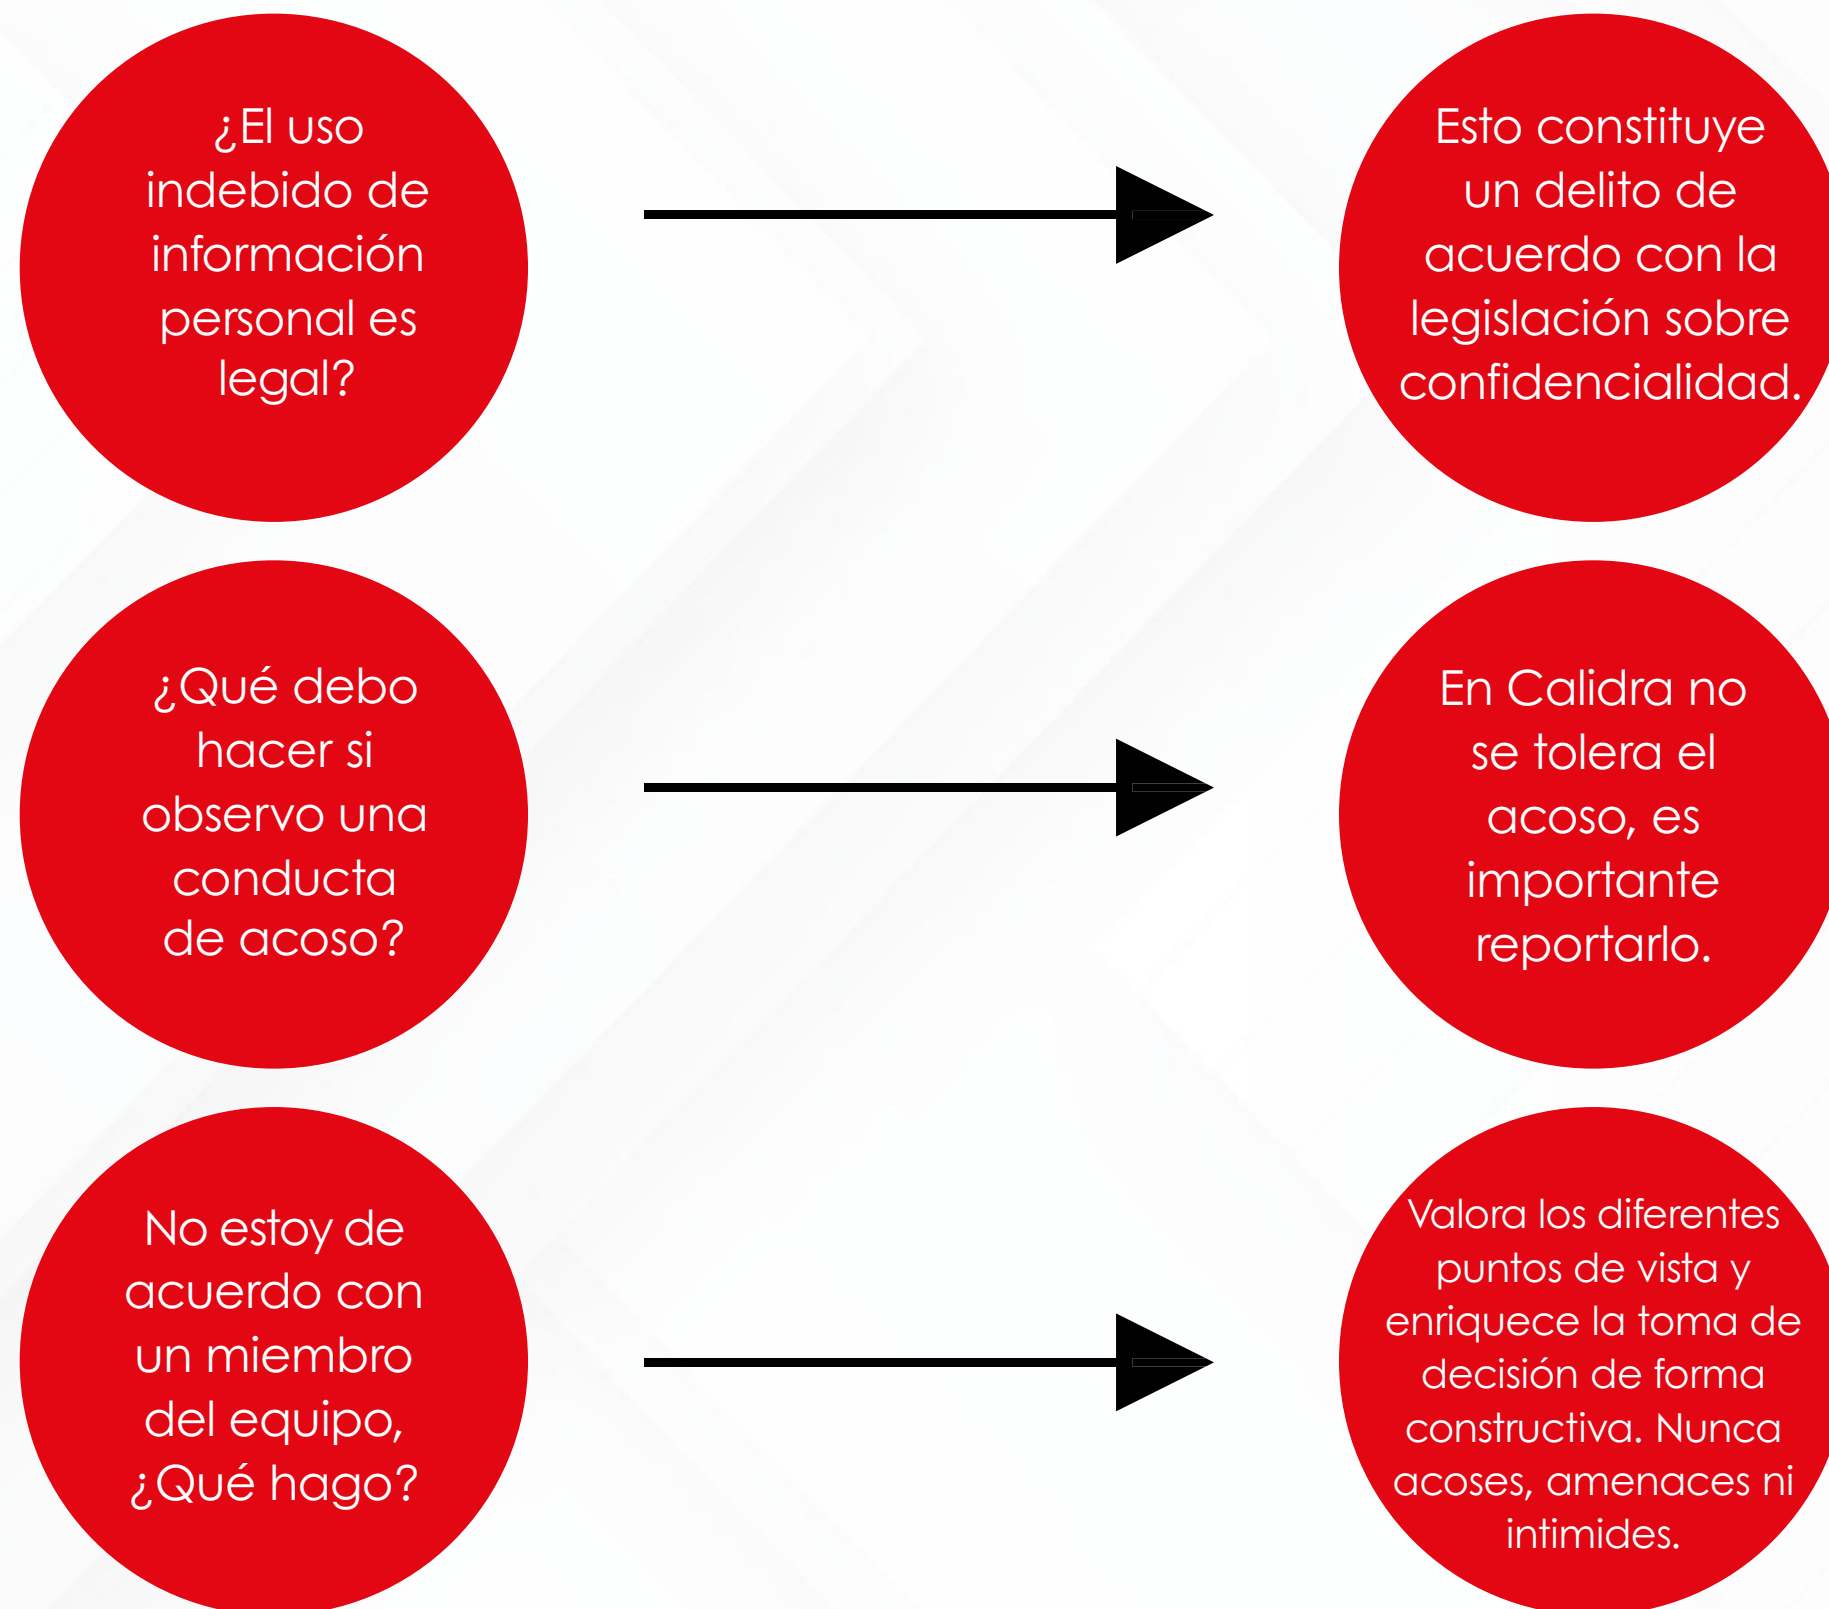 ¿El uso
indebido de
información
personal es
legal?
Esto constituye
un delito de
acuerdo con la
legislación sobre
confidencialidad.
¿Qué debo
hacer si
observo una
conducta
de acoso?
En Calidra no
se tolera el
acoso, es
importante
reportarlo.
No estoy de
acuerdo con
un miembro
del equipo,
¿Qué hago?
Valora los diferentes
puntos de vista y
enriquece la toma de
decisión de forma
constructiva. Nunca
acoses, amenaces ni
intimides.